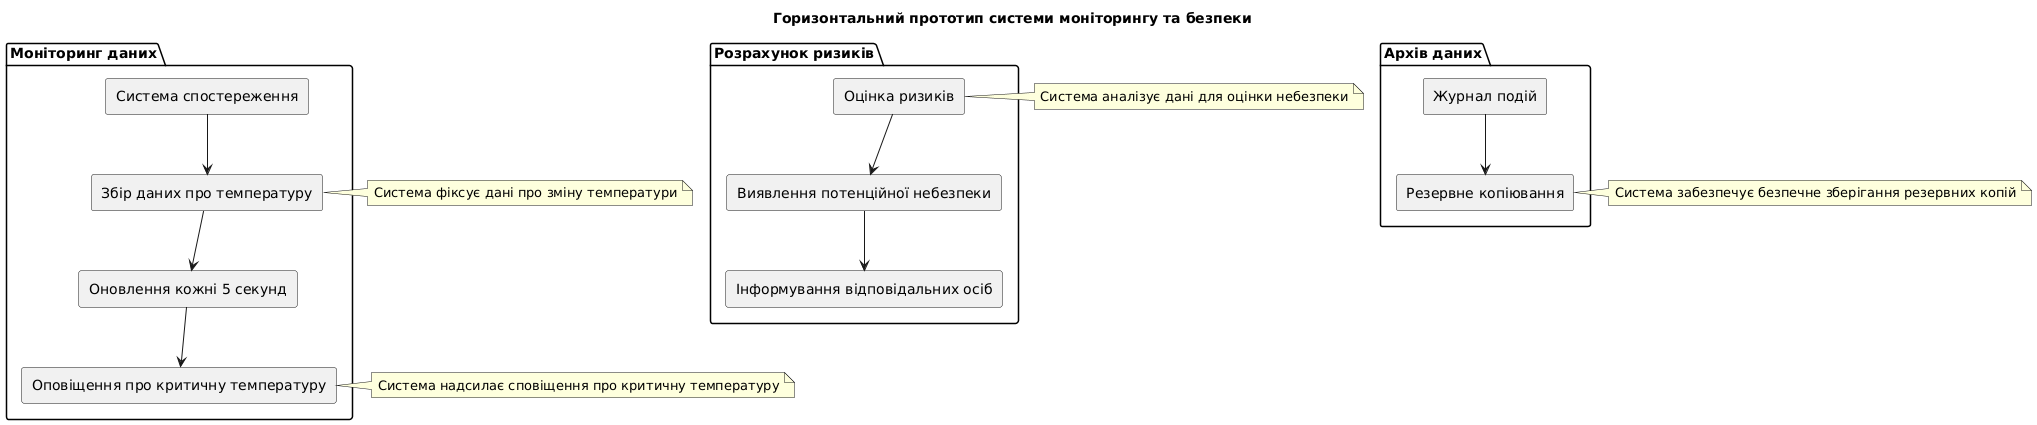 Горизонтальний прототип системи моніторингу та безпеки
Моніторинг даних
Система спостереження
Збір даних про температуру
Система фіксує дані про зміну температури
Оновлення кожні 5 секунд
Оповіщення про критичну температуру
Система надсилає сповіщення про критичну температуру
Розрахунок ризиків
Оцінка ризиків
Система аналізує дані для оцінки небезпеки
Виявлення потенційної небезпеки
Інформування відповідальних осіб
Архів даних
Журнал подій
Резервне копіювання
Система забезпечує безпечне зберігання резервних копій